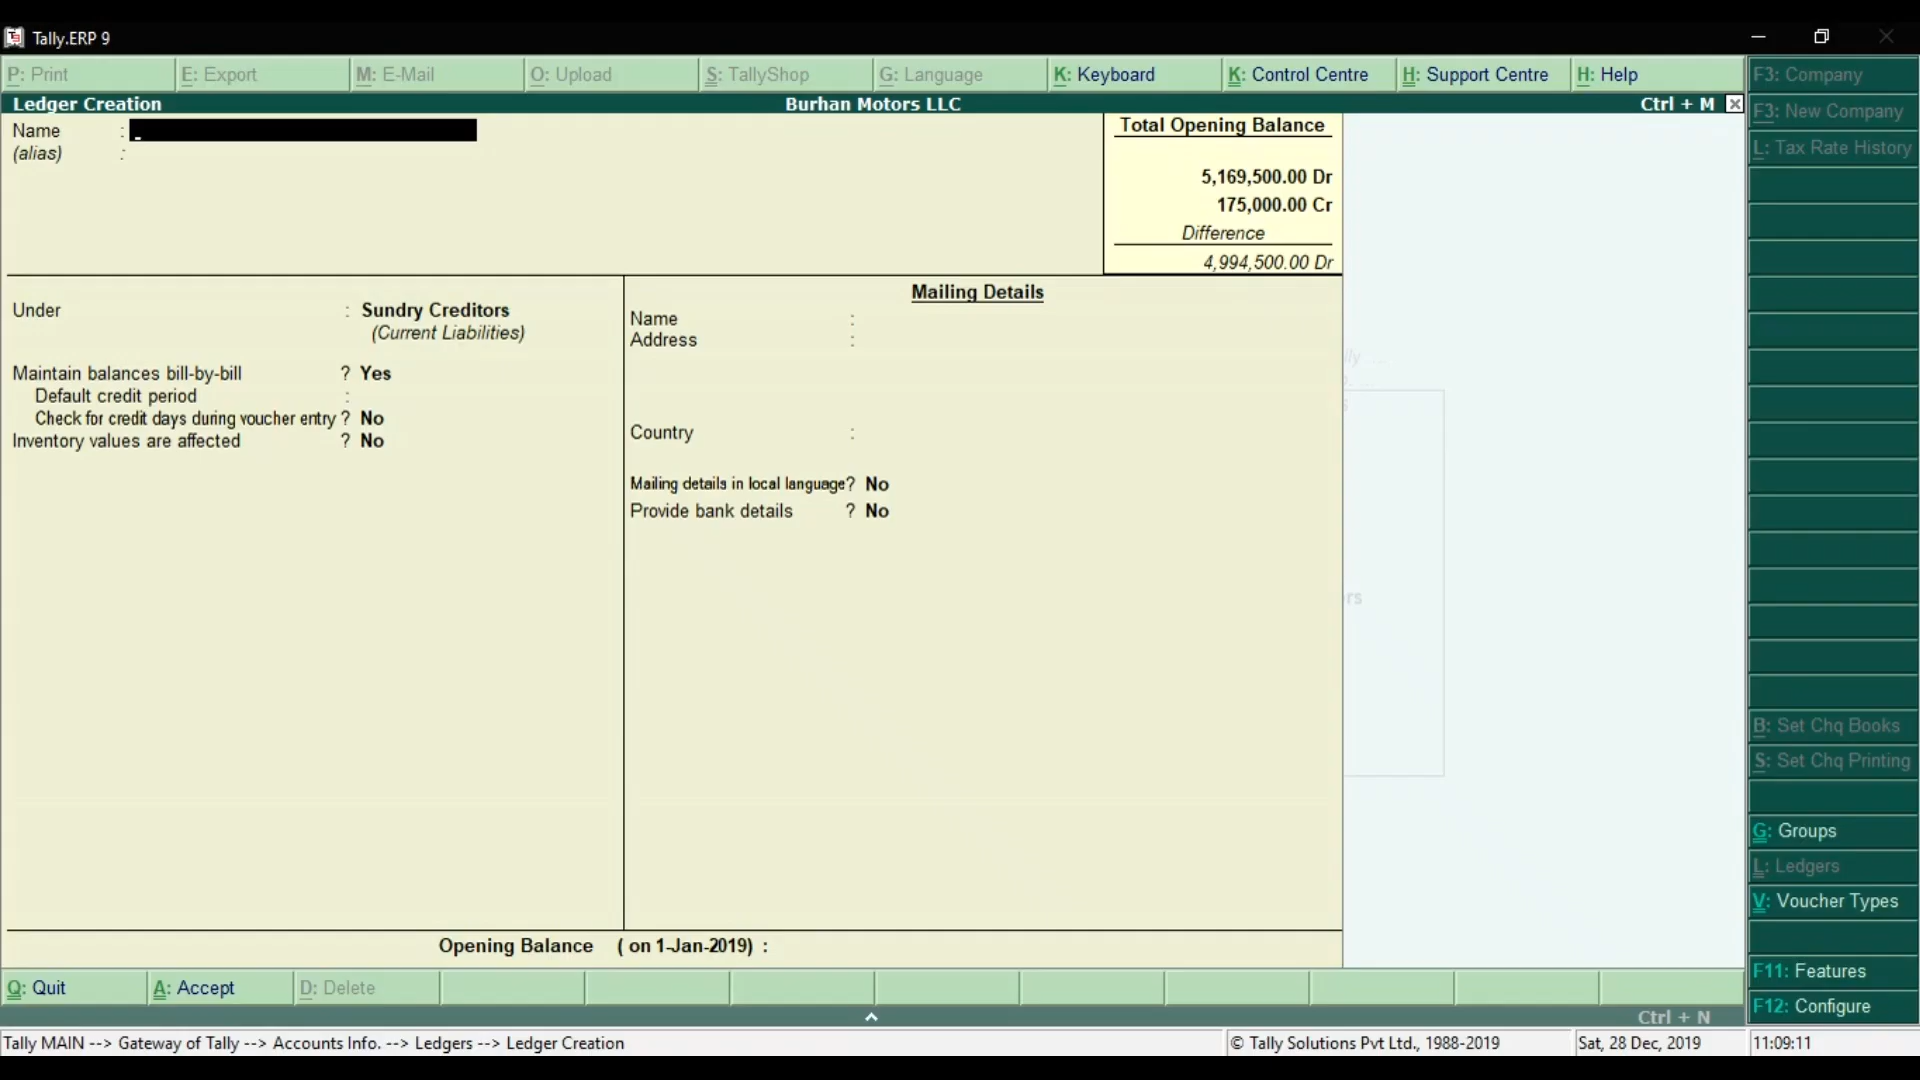 Tally.ERP 9
P: Print E: Export M: E-Mail O: Upload S: TallyShop G: Language K: Keyboard K: Control Centre H: Support Centre H: Help
Ledger Creation Burhan Motors LLC Ctrl + M
Name :
(alias) :
Total Opening Balance
5,169,500.00 Dr
175,000.00 Cr
Difference
4,994,500.00 Dr
Under : Sundry Creditors
(Current Liabilities)
Maintain balances bill-by-bill ? Yes
Default credit period :
Check for credit days during voucher entry ? No
Inventory values are affected ? No
Mailing Details
Name :
Address :
Country :
Mailing details in local language ? No
Provide bank details ? No
Opening Balance ( on 1-Jan-2019) :
F3: Company
F3: New Company
L: Tax Rate History
B: Set Chq Books
S: Set Chq Printing
G: Groups
L: Ledgers
V: Voucher Types
F11: Features
F12: Configure
Q: Quit A: Accept D: Delete
Ctrl + N
Tally MAIN --> Gateway of Tally --> Accounts Info. --> Ledgers --> Ledger Creation © Tally Solutions Pvt Ltd., 1988-2019 Sat, 28 Dec, 2019 11:09:11